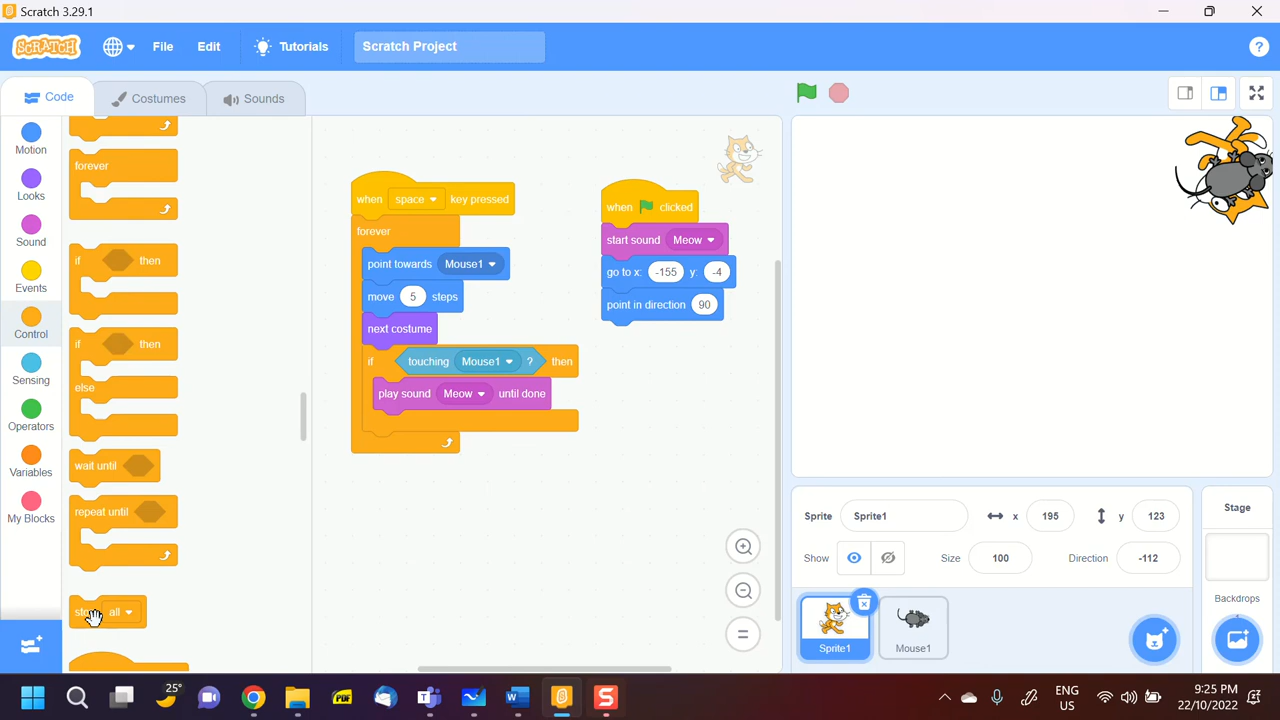 Scratch 3.29.1
SCRATCH
File
Edit
Tutorials
Scratch Project
?
Code
Costumes
Sounds
Motion
Looks
Sound
Events
Control
Sensing
Operators
Variables
My Blocks
forever
if then
if then
else
wait until
repeat until
all
when space key pressed
forever
point towards Mouse1
move 5 steps
next costume
if touching Mouse1 ? then
play sound Meow until done
when clicked
start sound Meow
go to x: -155 y: -4
point in direction 90
Sprite Sprite1 x 195 y 123
Show Size 100 Direction -112
Sprite1
Mouse1
Stage
Backdrops
25°
PDF
ENG
US
9:25 PM
22/10/2022